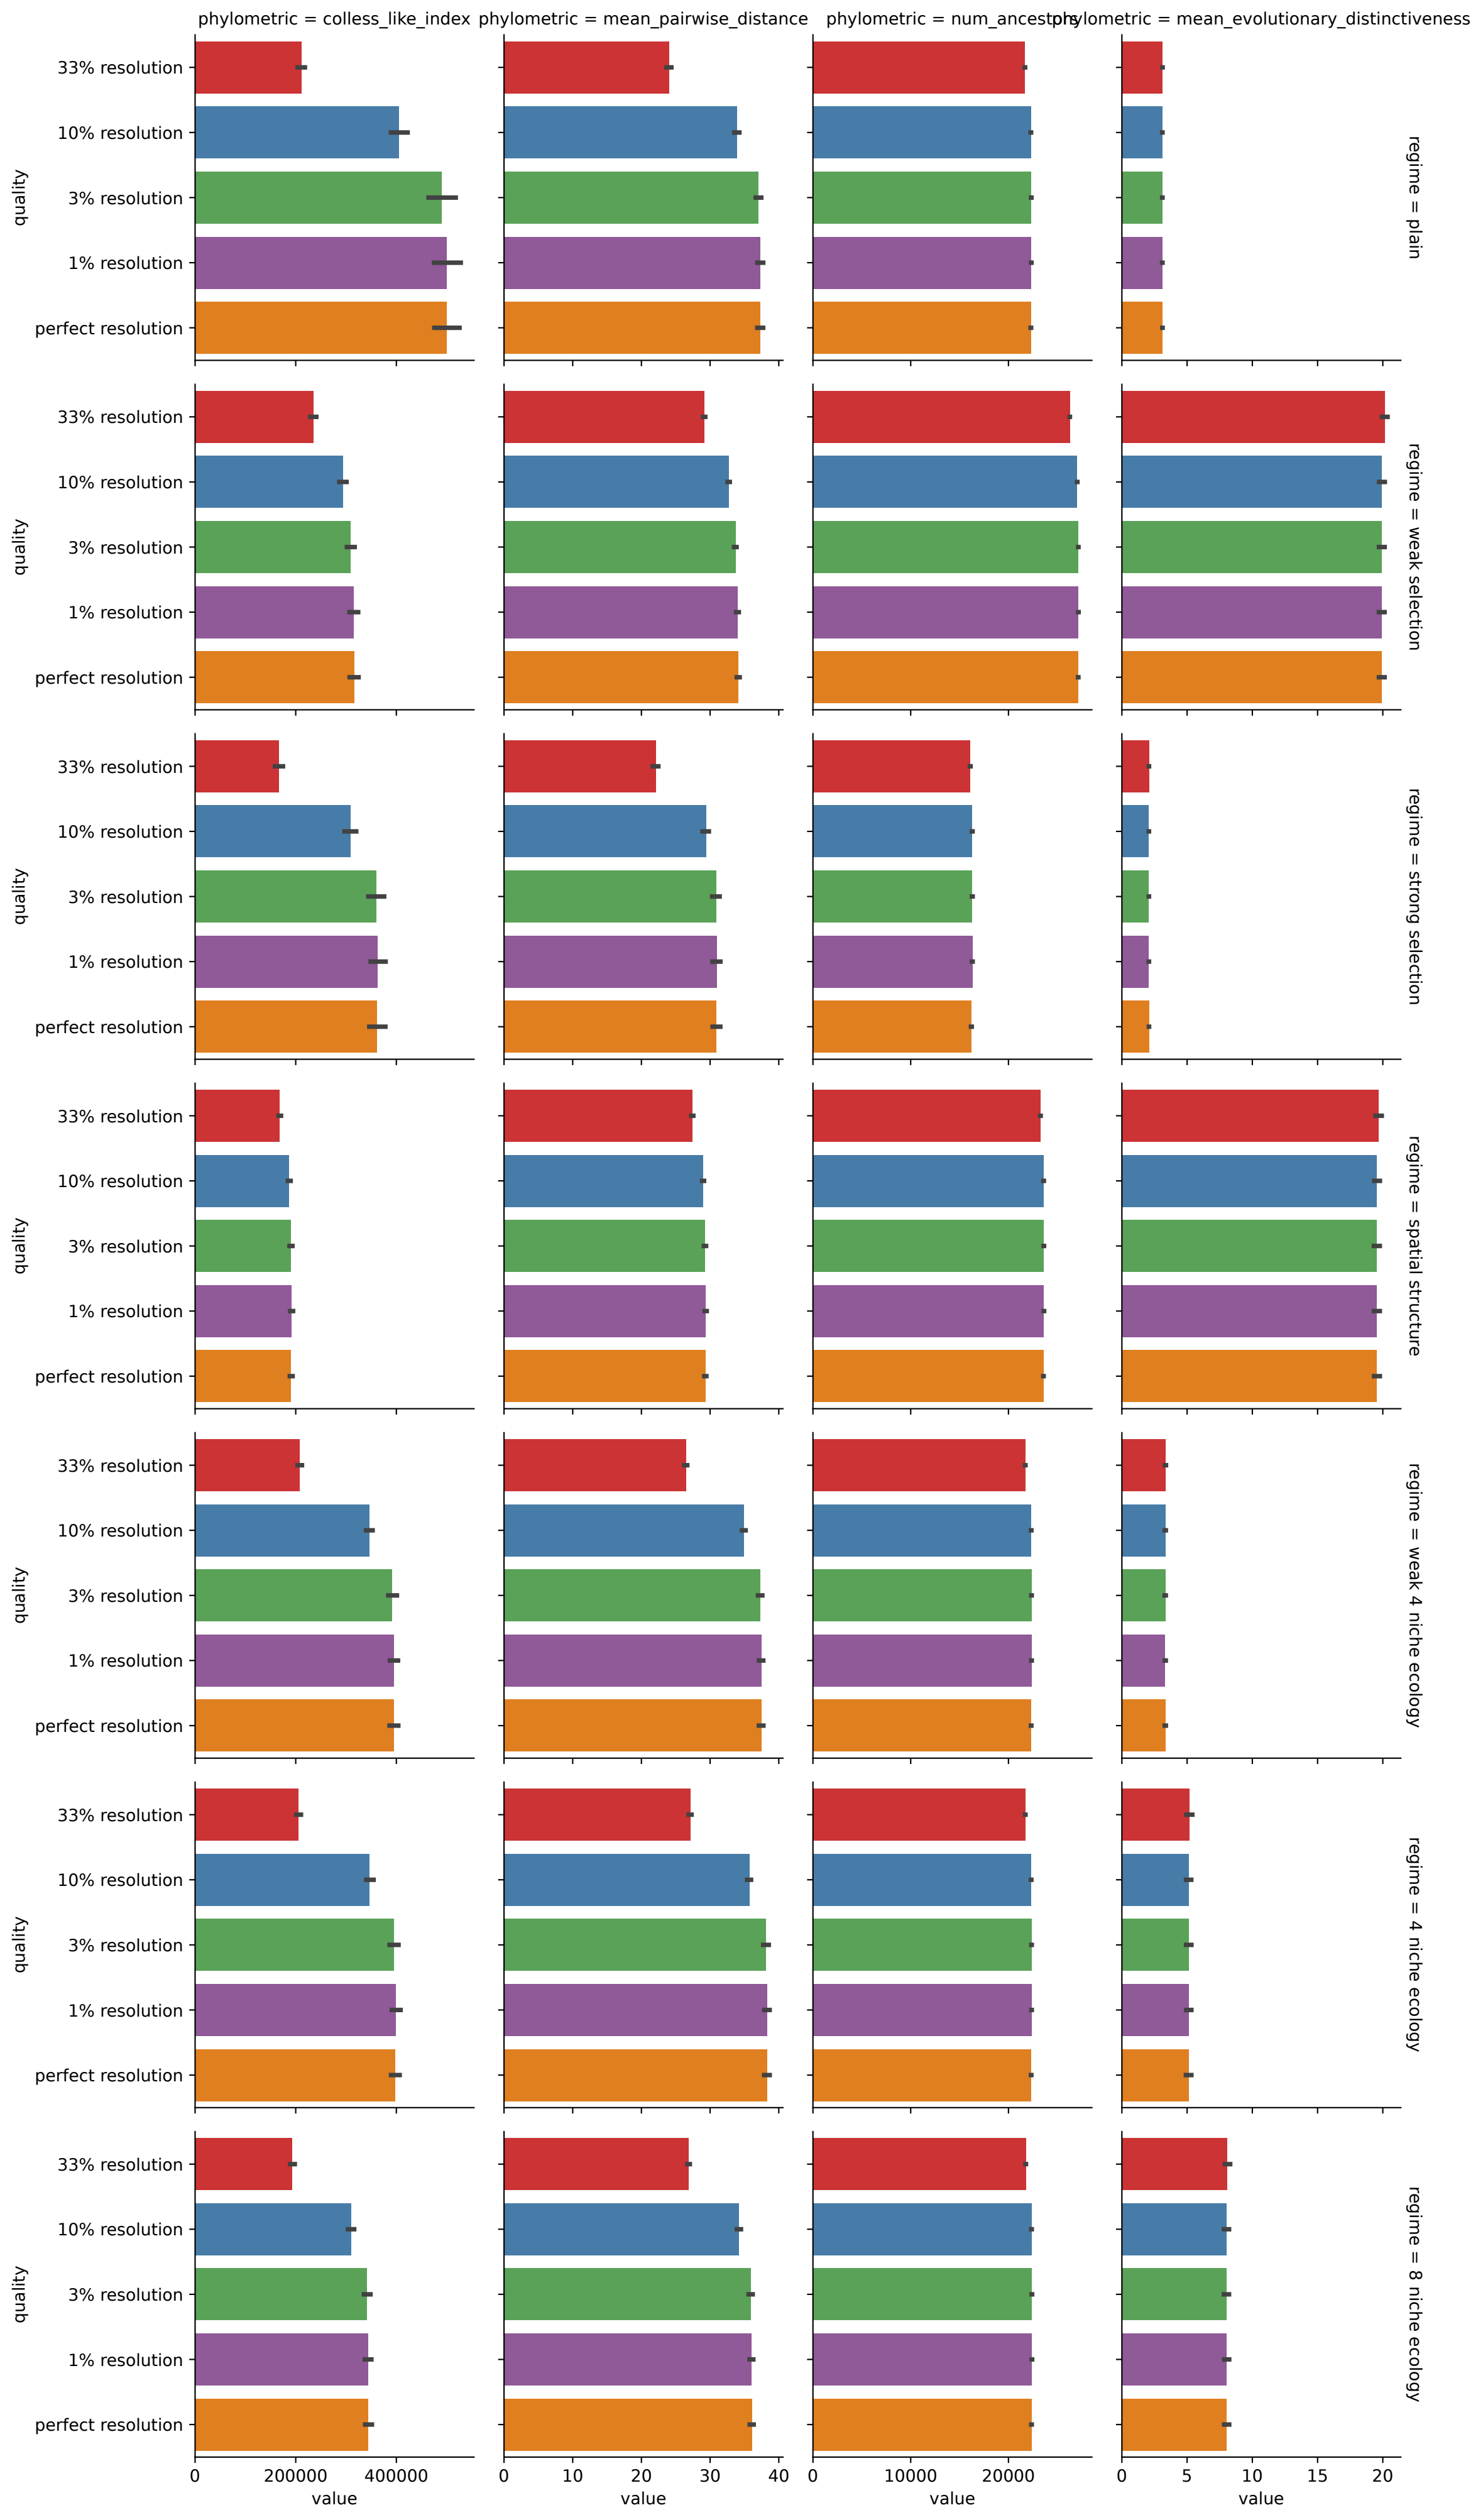 phylometric = colless_like_index
phylometric = mean_pairwise_distance
phylometric = num_ancestors
phylometric = mean_evolutionary_distinctiveness
quality
33% resolution
10% resolution
3% resolution
1% resolution
perfect resolution
regime = plain
quality
33% resolution
10% resolution
3% resolution
1% resolution
perfect resolution
regime = weak selection
quality
33% resolution
10% resolution
3% resolution
1% resolution
perfect resolution
regime = strong selection
quality
33% resolution
10% resolution
3% resolution
1% resolution
perfect resolution
regime = spatial structure
quality
33% resolution
10% resolution
3% resolution
1% resolution
perfect resolution
regime = weak 4 niche ecology
quality
33% resolution
10% resolution
3% resolution
1% resolution
perfect resolution
regime = 4 niche ecology
quality
33% resolution
10% resolution
3% resolution
1% resolution
perfect resolution
regime = 8 niche ecology
0 200000 400000
0 10 20 30 40
0 10000 20000
0 5 10 15 20
value
value
value
value